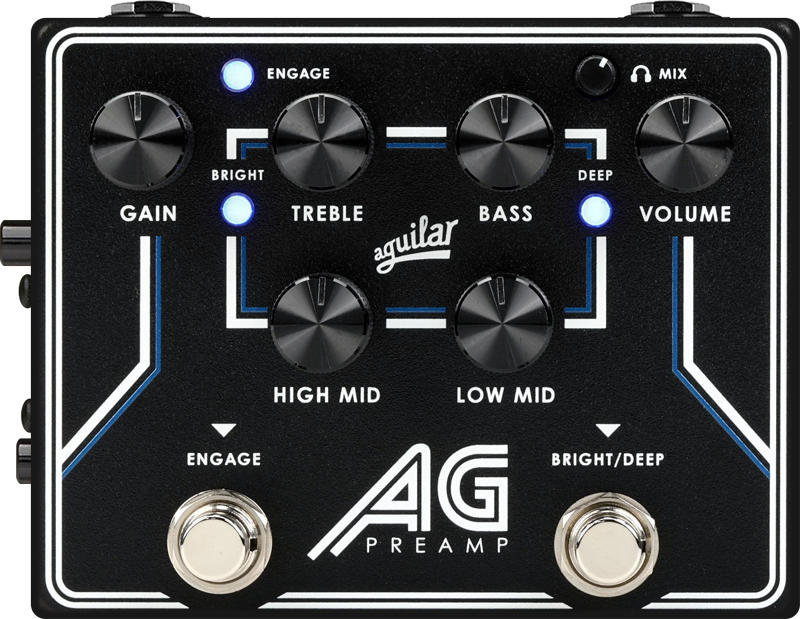 ENGAGE
MIX
BRIGHT
DEEP
GAIN
TREBLE
BASS
VOLUME
aguilar
HIGH MID
LOW MID
ENGAGE
BRIGHT/DEEP
AG
PREAMP